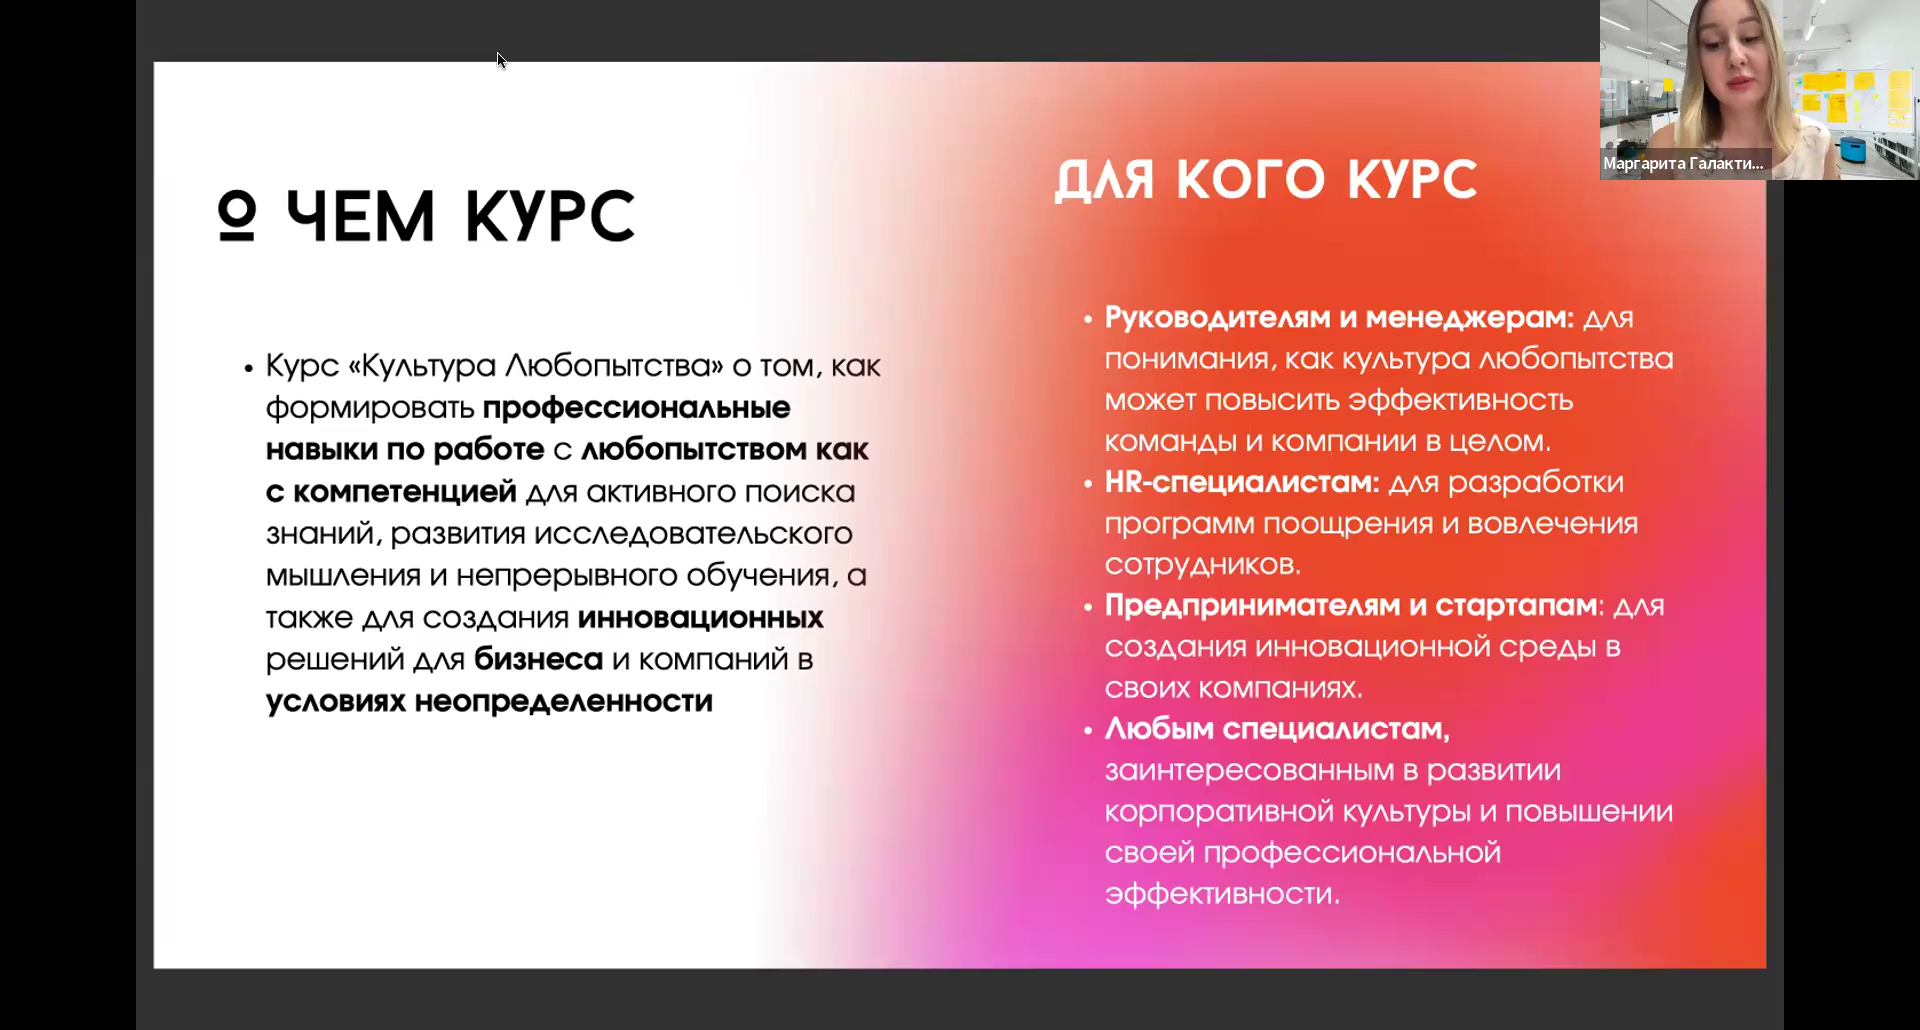 О ЧЕМ КУРС
Курс «Культура Любопытства» о том, как
формировать профессиональные
навыки по работе с любопытством как
с компетенцией для активного поиска
знаний, развития исследовательского
мышления и непрерывного обучения, а
также для создания инновационных
решений для бизнеса и компаний в
условиях неопределенности
ДЛЯ КОГО КУРС
Руководителям и менеджерам: для
понимания, как культура любопытства
может повысить эффективность
команды и компании в целом.
HR-специалистам: для разработки
программ поощрения и вовлечения
сотрудников.
Предпринимателям и стартапам: для
создания инновационной среды в
своих компаниях.
Любым специалистам,
заинтересованным в развитии
корпоративной культуры и повышении
своей профессиональной
эффективности.
Маргарита Галакти...